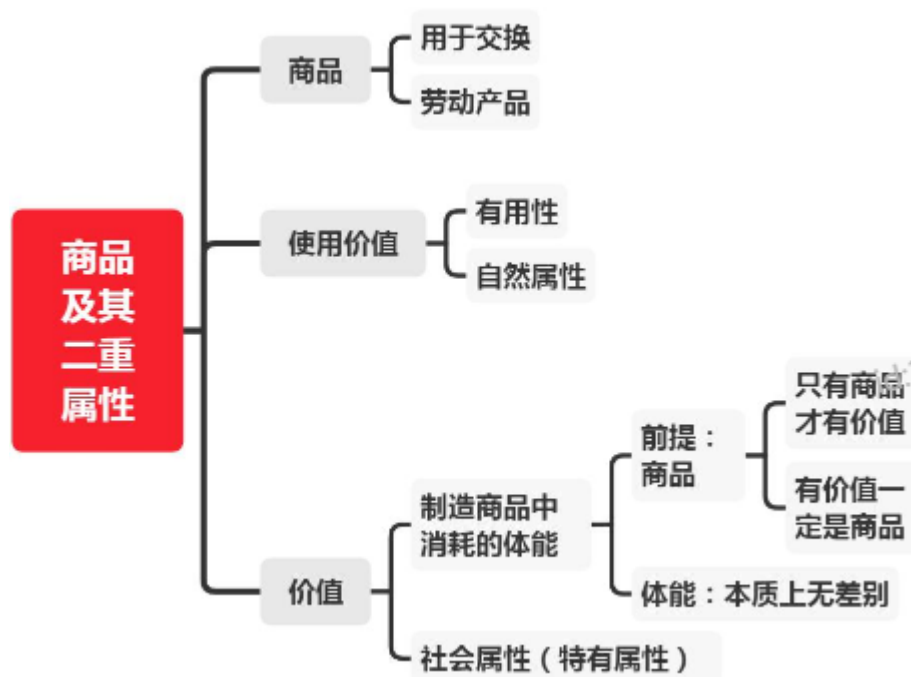 商品
及其
二重
属性
商品
用于交换
劳动产品
使用价值
有用性
自然属性
价值
制造商品中
消耗的体能
前提：
商品
只有商品
才有价值
有价值一
定是商品
体能：本质上无差别
社会属性（特有属性）